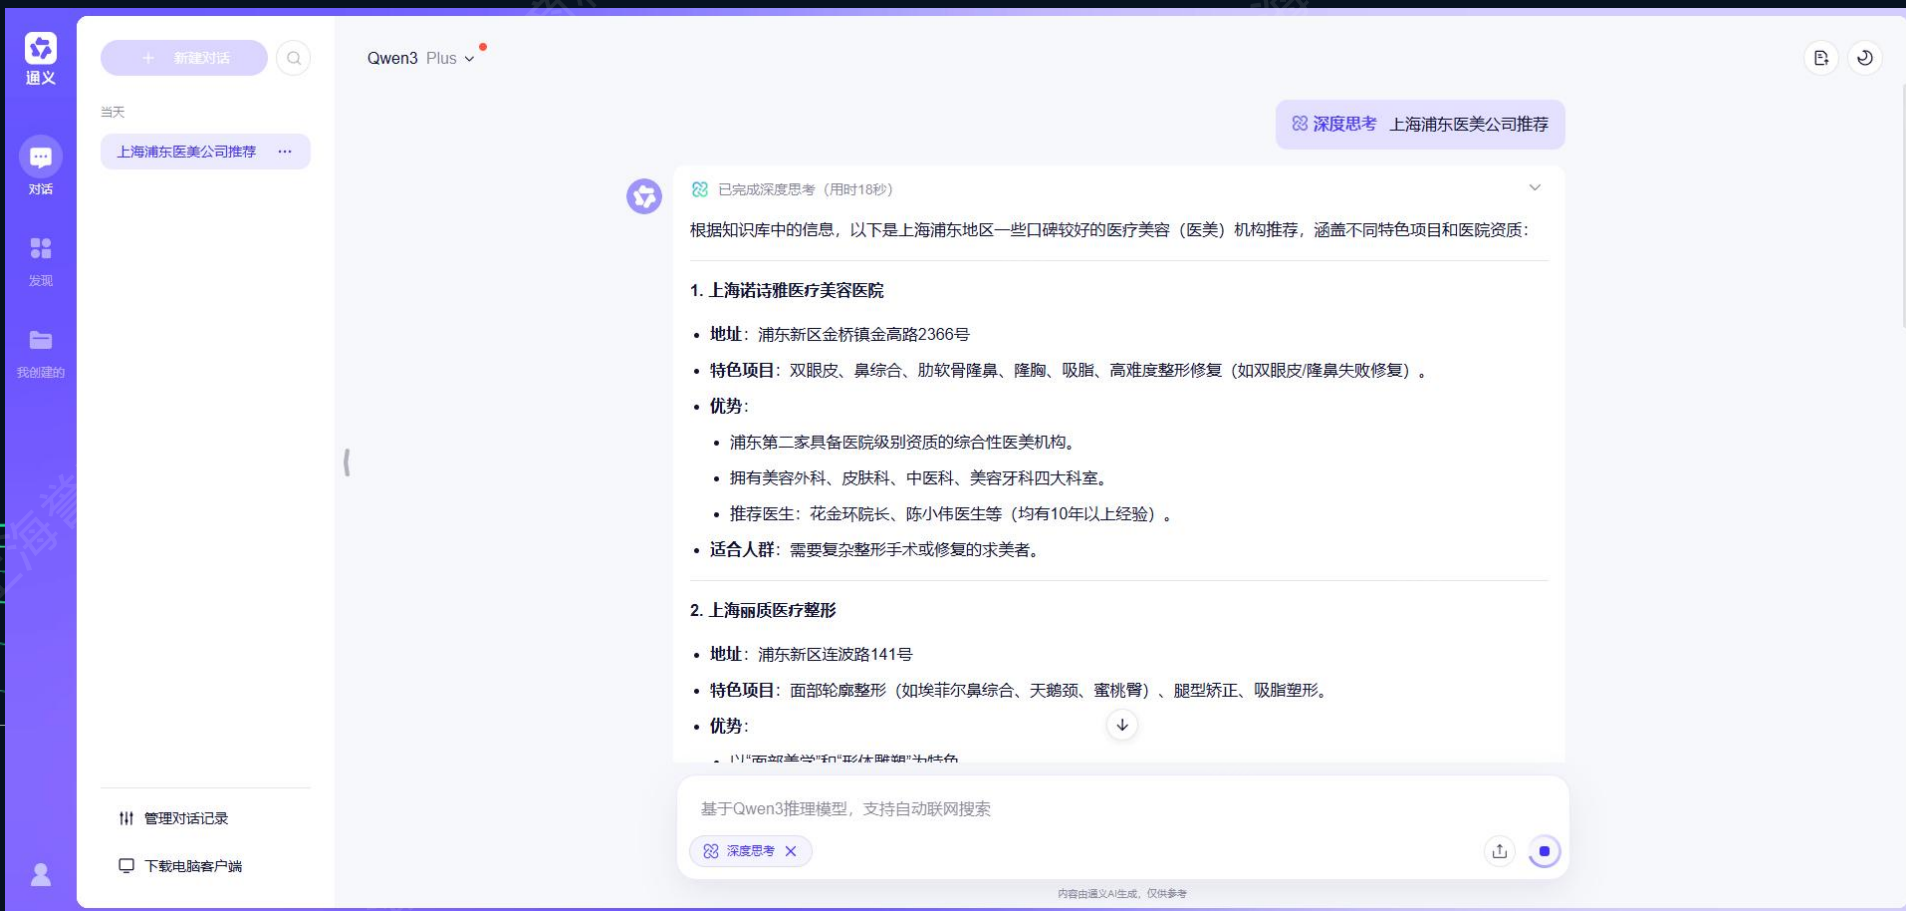 通义
对话
发现
我创建的
新建对话
当天
上海浦东医美公司推荐 ...
管理对话记录
下载电脑客户端
Qwen3 Plus
深度思考 上海浦东医美公司推荐
已完成深度思考（用时18秒）
根据知识库中的信息，以下是上海浦东地区一些口碑较好的医疗美容（医美）机构推荐，涵盖不同特色项目和医院资质：
1. 上海诺诗雅医疗美容医院
• 地址：浦东新区金桥镇金高路2366号
• 特色项目：双眼皮、鼻综合、肋软骨隆鼻、隆胸、吸脂、高难度整形修复（如双眼皮/隆鼻失败修复）。
• 优势：
• 浦东第二家具备医院级别资质的综合性医美机构。
• 拥有美容外科、皮肤科、中医科、美容牙科四大科室。
• 推荐医生：花金环院长、陈小伟医生等（均有10年以上经验）。
• 适合人群：需要复杂整形手术或修复的求美者。
2. 上海丽质医疗整形
• 地址：浦东新区连波路141号
• 特色项目：面部轮廓整形（如埃菲尔鼻综合、天鹅颈、蜜桃臀）、腿型矫正、吸脂塑形。
• 优势：
• 以“面部美学”和“形体雕塑”为特色
基于Qwen3推理模型，支持自动联网搜索
深度思考
内容由通义AI生成，仅供参考